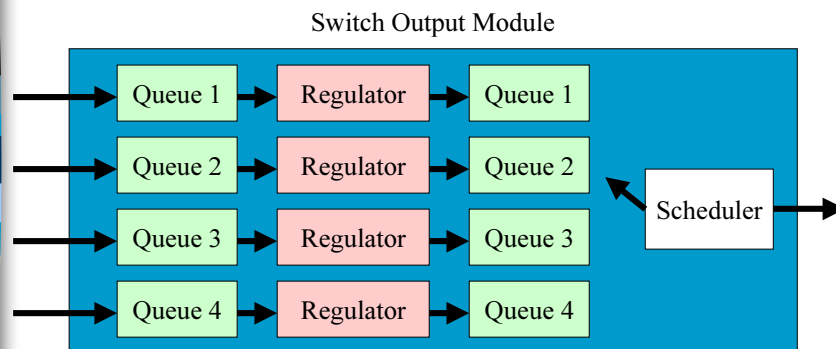 Switch Output Module
Queue 1 Regulator Queue 1
Queue 2 Regulator Queue 2
Scheduler
Queue 3 Regulator Queue 3
Queue 4 Regulator Queue 4